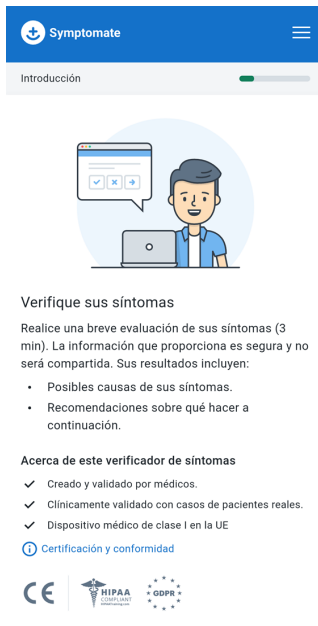 Symptomate
Introducción
Verifique sus síntomas
Realice una breve evaluación de sus síntomas (3
min). La información que proporciona es segura y no
será compartida. Sus resultados incluyen:
• Posibles causas de sus síntomas.
• Recomendaciones sobre qué hacer a
continuación.
Acerca de este verificador de síntomas
Creado y validado por médicos.
Clínicamente validado con casos de pacientes reales.
Dispositivo médico de clase I en la UE
Certificación y conformidad
CE
HIPAA
COMPLIANT
HIPAATraining.com
GDPR